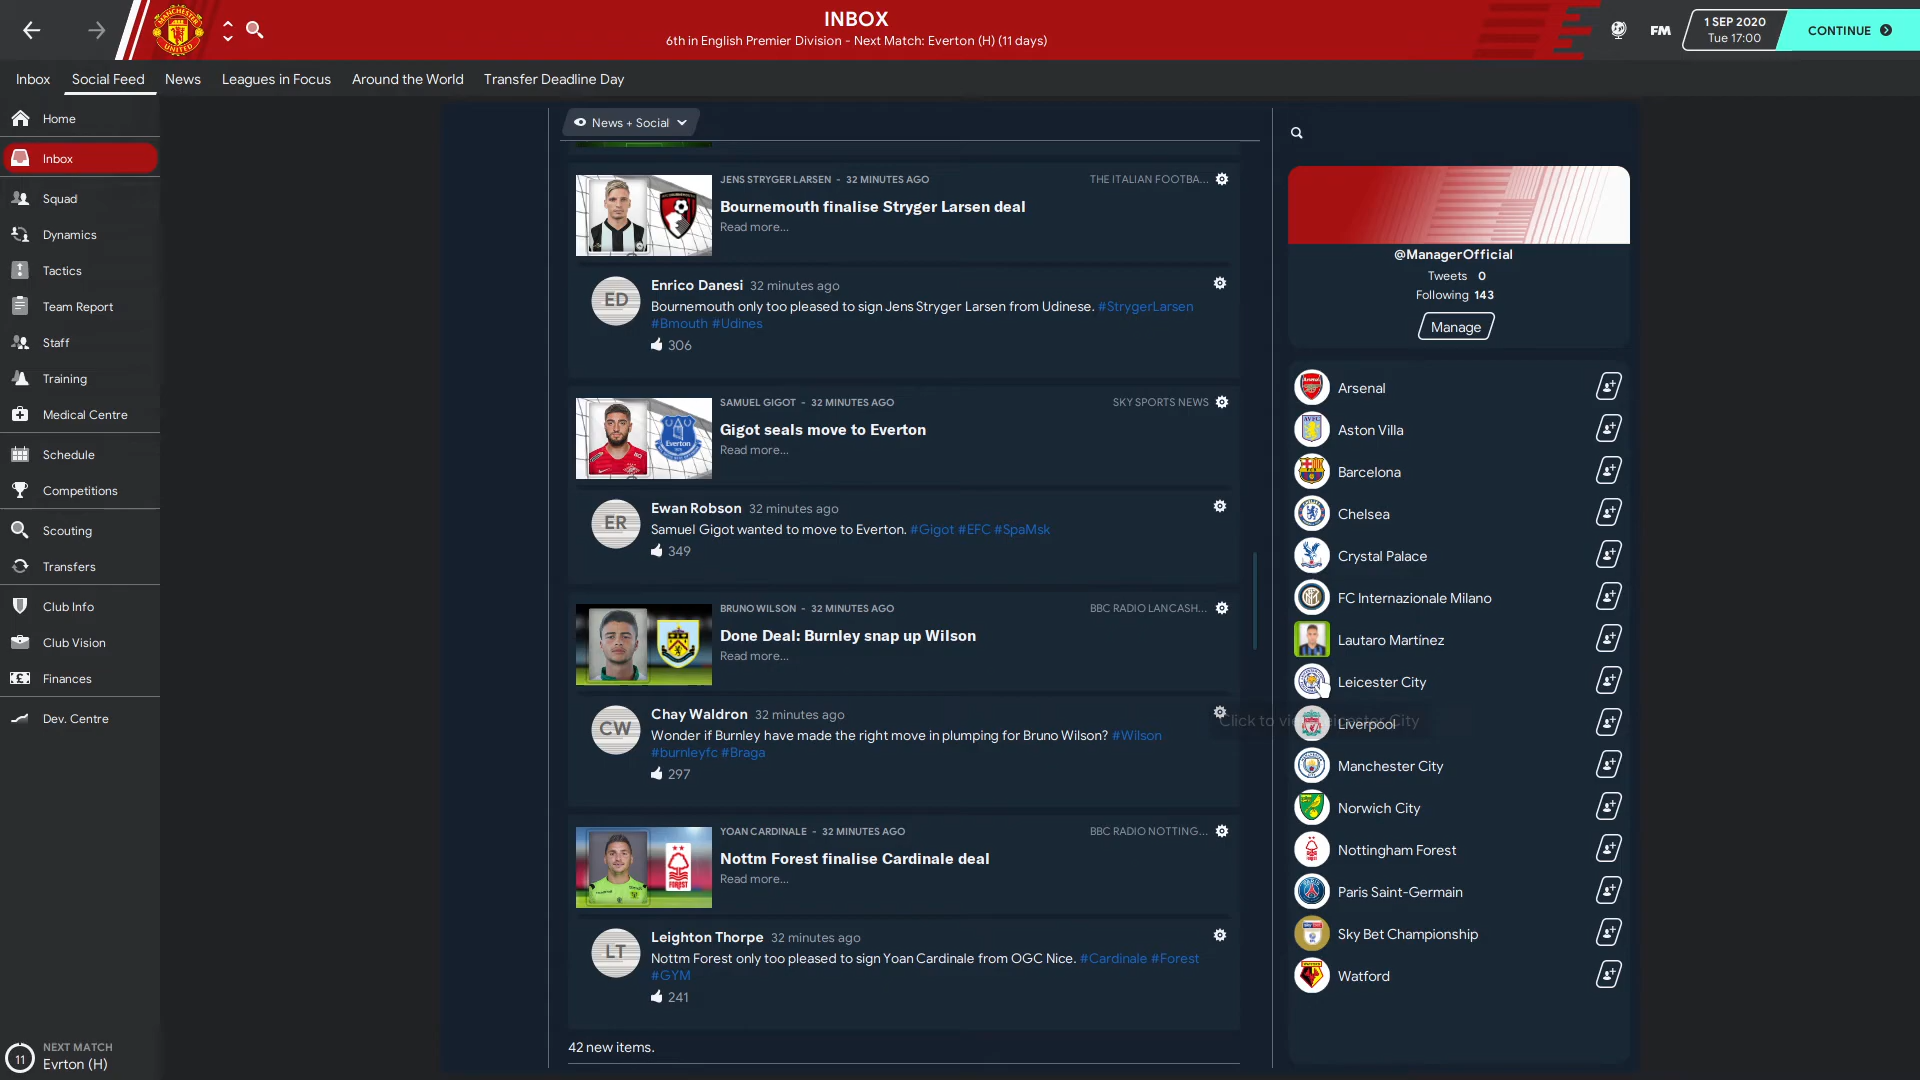 INBOX
6th in English Premier Division - Next Match: Everton (H) (11 days)
FM
1 SEP 2020
Tue 17:00
CONTINUE
Inbox
Social Feed
News
Leagues in Focus
Around the World
Transfer Deadline Day
Home
Inbox
Squad
Dynamics
Tactics
Team Report
Staff
Training
Medical Centre
Schedule
Competitions
Scouting
Transfers
Club Info
Club Vision
Finances
Dev. Centre
11
NEXT MATCH
Evrton (H)
News + Social
JENS STRYGER LARSEN - 32 MINUTES AGO
THE ITALIAN FOOTBA...
Bournemouth finalise Stryger Larsen deal
Read more...
ED
Enrico Danesi 32 minutes ago
Bournemouth only too pleased to sign Jens Stryger Larsen from Udinese. #StrygerLarsen
#Bmouth #Udines
306
SAMUEL GIGOT - 32 MINUTES AGO
SKY SPORTS NEWS
Gigot seals move to Everton
Read more...
Everton
ER
Ewan Robson 32 minutes ago
Samuel Gigot wanted to move to Everton. #Gigot #EFC #SpaMsk
349
BRUNO WILSON - 32 MINUTES AGO
BBC RADIO LANCASH...
Done Deal: Burnley snap up Wilson
Read more...
CW
Chay Waldron 32 minutes ago
Wonder if Burnley have made the right move in plumping for Bruno Wilson? #Wilson
#burnleyfc #Braga
297
YOAN CARDINALE - 32 MINUTES AGO
BBC RADIO NOTTING...
Nottm Forest finalise Cardinale deal
Read more...
FOREST
LT
Leighton Thorpe 32 minutes ago
Nottm Forest only too pleased to sign Yoan Cardinale from OGC Nice. #Cardinale #Forest
#GYM
241
42 new items.
@ManagerOfficial
Tweets 0
Following 143
Manage
Arsenal
Aston Villa
Barcelona
Chelsea
Crystal Palace
FC Internazionale Milano
Lautaro Martínez
Leicester City
Click to view Leicester City
Liverpool
Manchester City
Norwich City
Nottingham Forest
Paris Saint-Germain
Sky Bet Championship
Watford